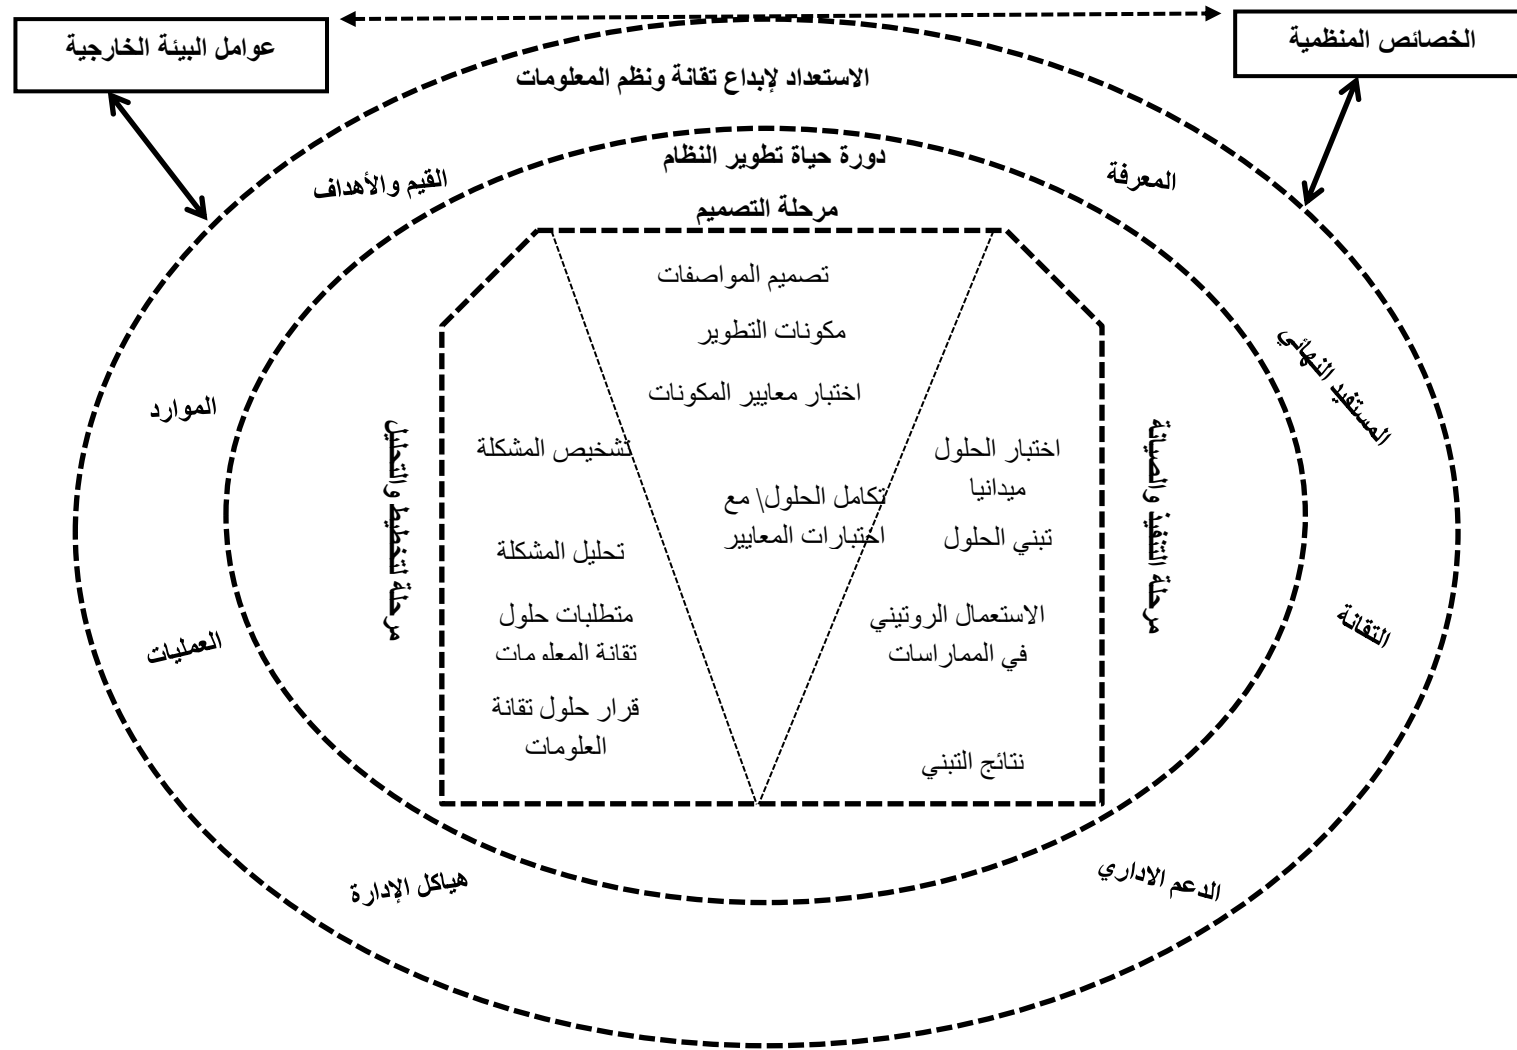 الخصائص المنظمية
عوامل البيئة الخارجية
الاستعداد لإبداع تقانة ونظم المعلومات
المعرفة
القيم والأهداف
المستفيد النهائي
الموارد
التقانة
العمليات
الدعم الاداري
هياكل الإدارة
دورة حياة تطوير النظام
مرحلة التصميم
تصميم المواصفات
مكونات التطوير
اختبار معايير المكونات
تكامل الحلول\ مع
اختبارات المعايير
مرحلة التنفيذ والصيانة
اختبار الحلول
ميدانيا
تبني الحلول
الاستعمال الروتيني
في الممارسات
نتائج التبني
مرحلة لتخطيط والتحليل
تشخيص المشكلة
تحليل المشكلة
متطلبات حلول
تقانة المعلومات
قرار حلول تقانة
العلومات